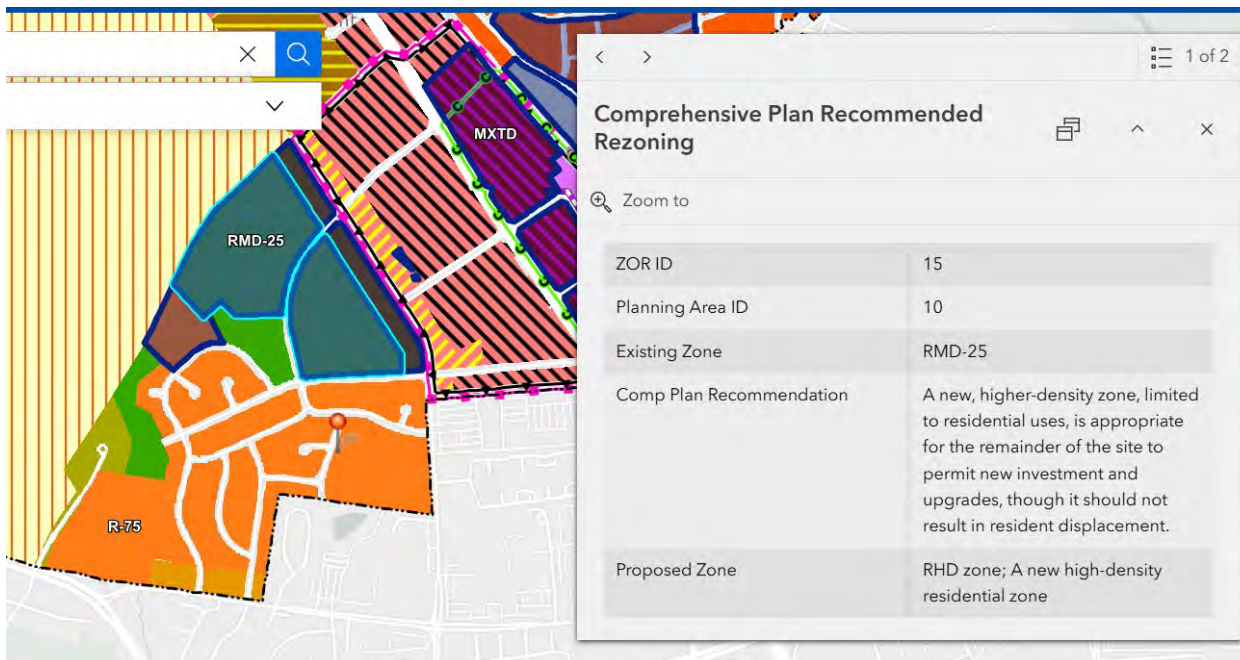 1 of 2
Comprehensive Plan Recommended
Rezoning
Zoom to
ZOR ID 15
Planning Area ID 10
Existing Zone RMD-25
Comp Plan Recommendation A new, higher-density zone, limited
to residential uses, is appropriate
for the remainder of the site to
permit new investment and
upgrades, though it should not
result in resident displacement.
Proposed Zone RHD zone; A new high-density
residential zone
MXTD
RMD-25
R-75